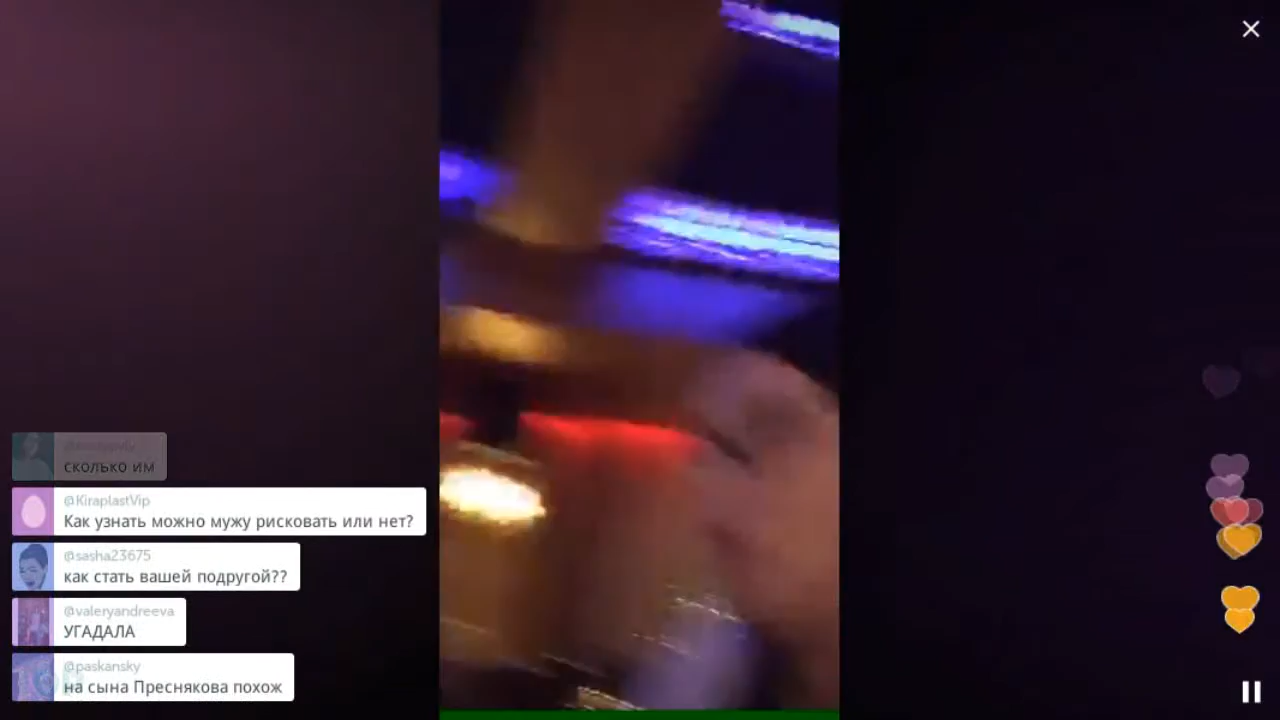 сколько им
@KiraplastVip
Как узнать можно мужу рисковать или нет?
@sasha23675
как стать вашей подругой??
@valeryandreeva
УГАДАЛА
@paskansky
на сына Преснякова похож